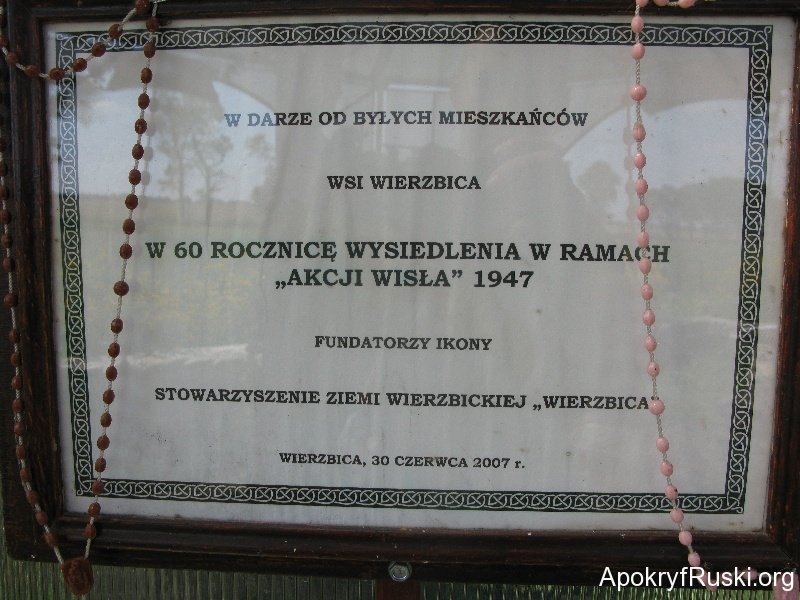 W DARZE OD BYŁYCH MIESZKAŃCÓW
WSI WIERZBICA
W 60 ROCZNICĘ WYSIEDLENIA W RAMACH
„AKCJI WISŁA” 1947
FUNDATORZY IKONY
STOWARZYSZENIE ZIEMI WIERZBICKIEJ „WIERZBICA”
WIERZBICA, 30 CZERWCA 2007 r.
ApokryfRuski.org